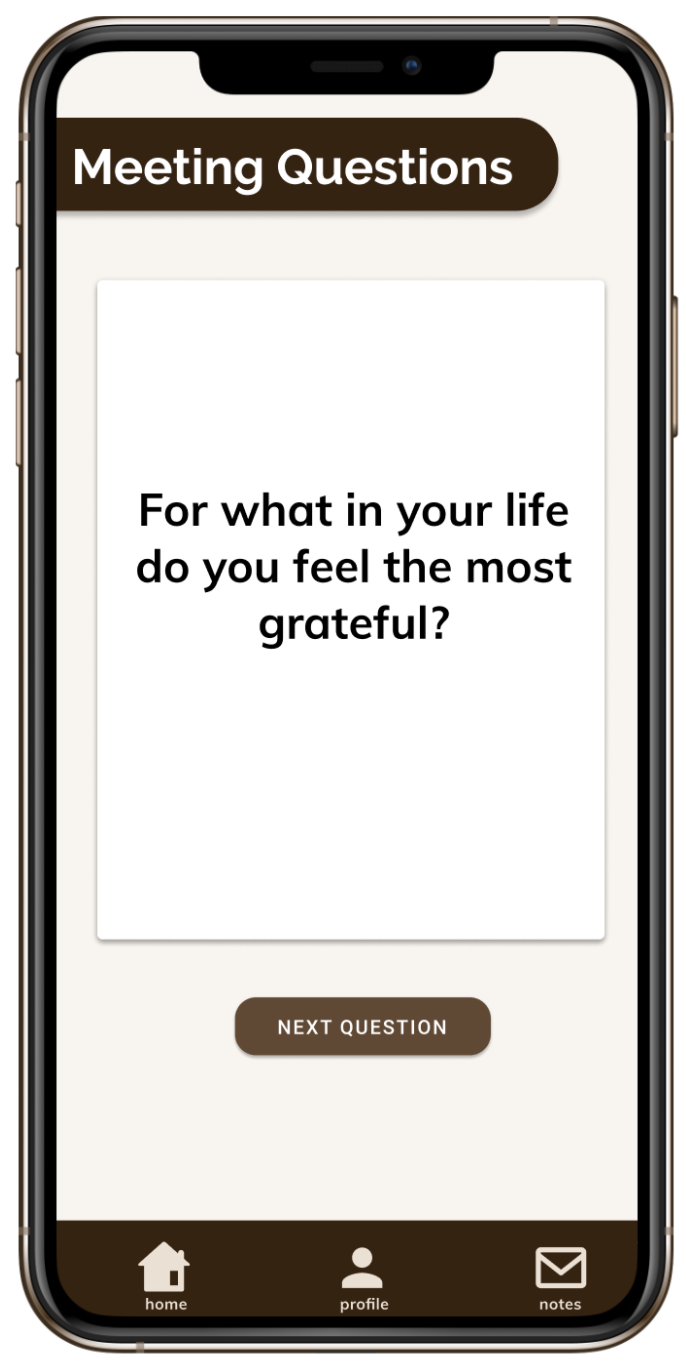 Meeting Questions
For what in your life
do you feel the most
grateful?
NEXT QUESTION
home profile notes